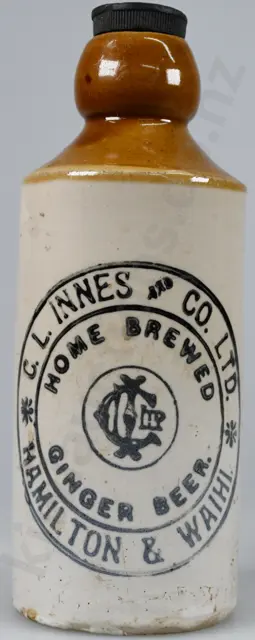 C. L. INNES AND CO. LTD.
HOME BREWED
GINGER BEER.
HAMILTON & WAIHI.